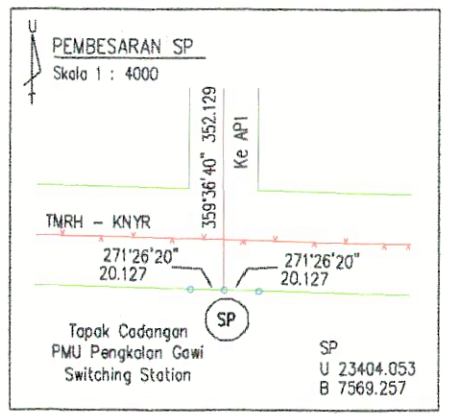 U
PEMBESARAN SP
Skala 1 : 4000
359°36'40" 352.129
Ke API
TMRH - KNYR
271°26'20"
20.127
271°26'20"
20.127
SP
Tapak Cadangan
PMU Pengkalan Gawi
Switching Station
SP
U 23404.053
B 7569.257